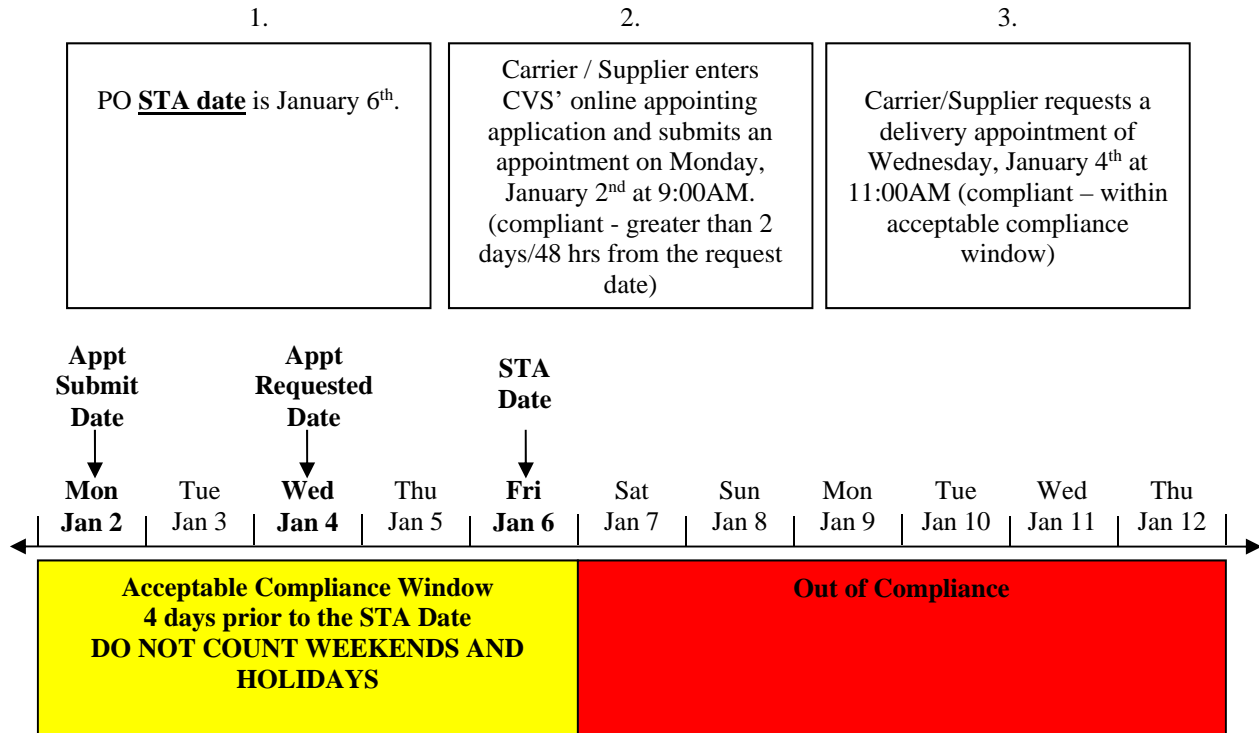 1.
2.
3.
PO STA date is January 6th.
Carrier / Supplier enters
CVS’ online appointing
application and submits an
appointment on Monday,
January 2nd at 9:00AM.
(compliant - greater than 2
days/48 hrs from the request
date)
Carrier/Supplier requests a
delivery appointment of
Wednesday, January 4th at
11:00AM (compliant – within
acceptable compliance
window)
Appt
Submit
Date
Appt
Requested
Date
STA
Date
Mon
Jan 2
Tue
Jan 3
Wed
Jan 4
Thu
Jan 5
Fri
Jan 6
Sat
Jan 7
Sun
Jan 8
Mon
Jan 9
Tue
Jan 10
Wed
Jan 11
Thu
Jan 12
Acceptable Compliance Window
4 days prior to the STA Date
DO NOT COUNT WEEKENDS AND
HOLIDAYS
Out of Compliance